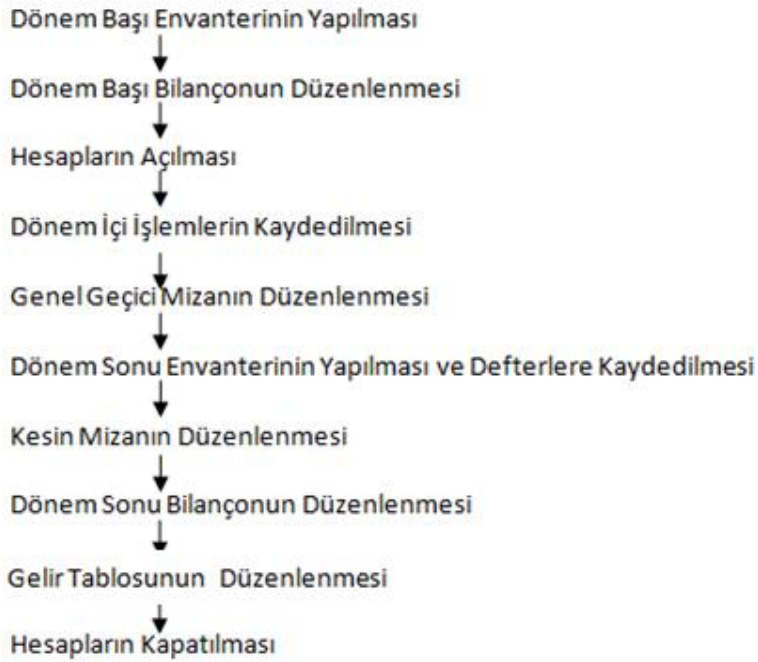 Dönem Başı Envanterinin Yapılması
Dönem Başı Bilançonun Düzenlenmesi
Hesapların Açılması
Dönem İçi İşlemlerin Kaydedilmesi
Genel Geçici Mizanın Düzenlenmesi
Dönem Sonu Envanterinin Yapılması ve Defterlere Kaydedilmesi
Kesin Mizanın Düzenlenmesi
Dönem Sonu Bilançonun Düzenlenmesi
Gelir Tablosunun Düzenlenmesi
Hesapların Kapatılması